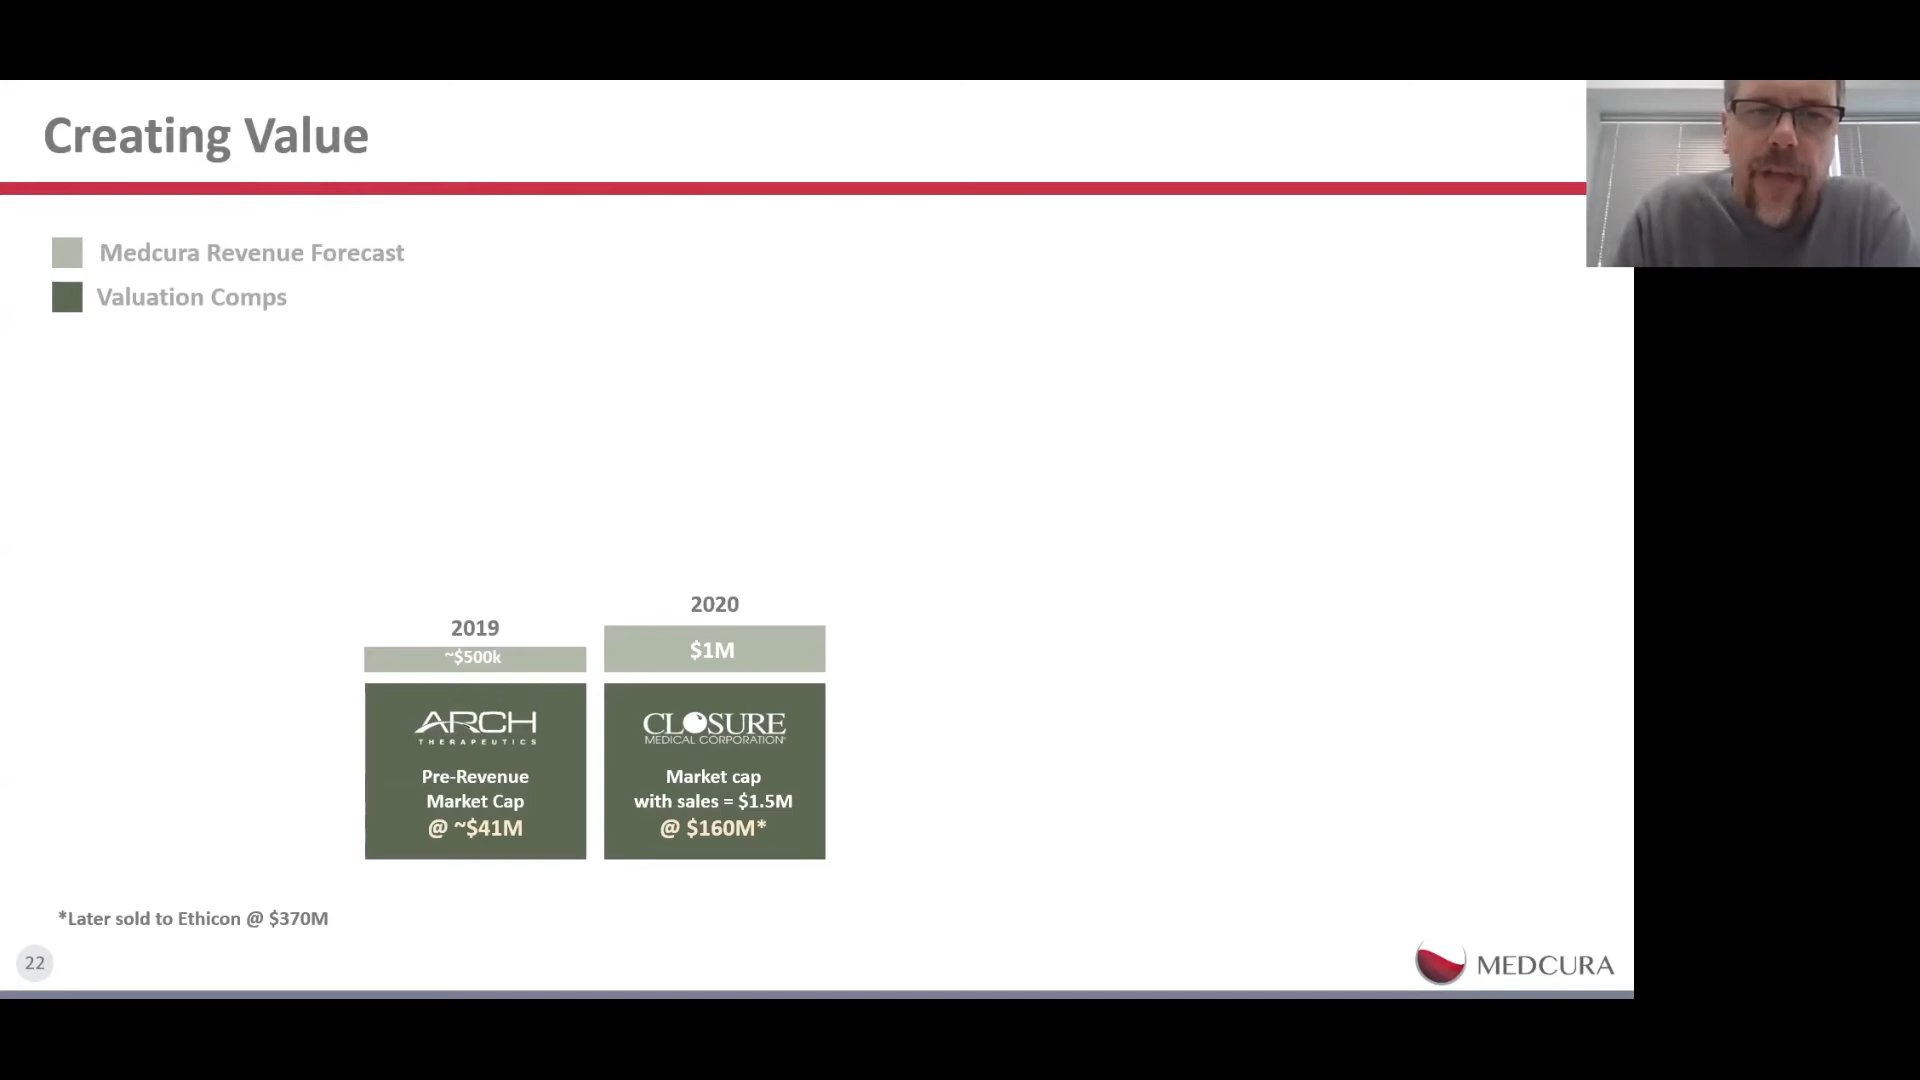 Creating Value
Medcura Revenue Forecast
Valuation Comps
2019
~$500k
ARCH
THERAPEUTICS
Pre-Revenue
Market Cap
@ ~$41M
2020
$1M
CLOSURE
MEDICAL CORPORATION
Market cap
with sales = $1.5M
@ $160M*
*Later sold to Ethicon @ $370M
22
MEDCURA